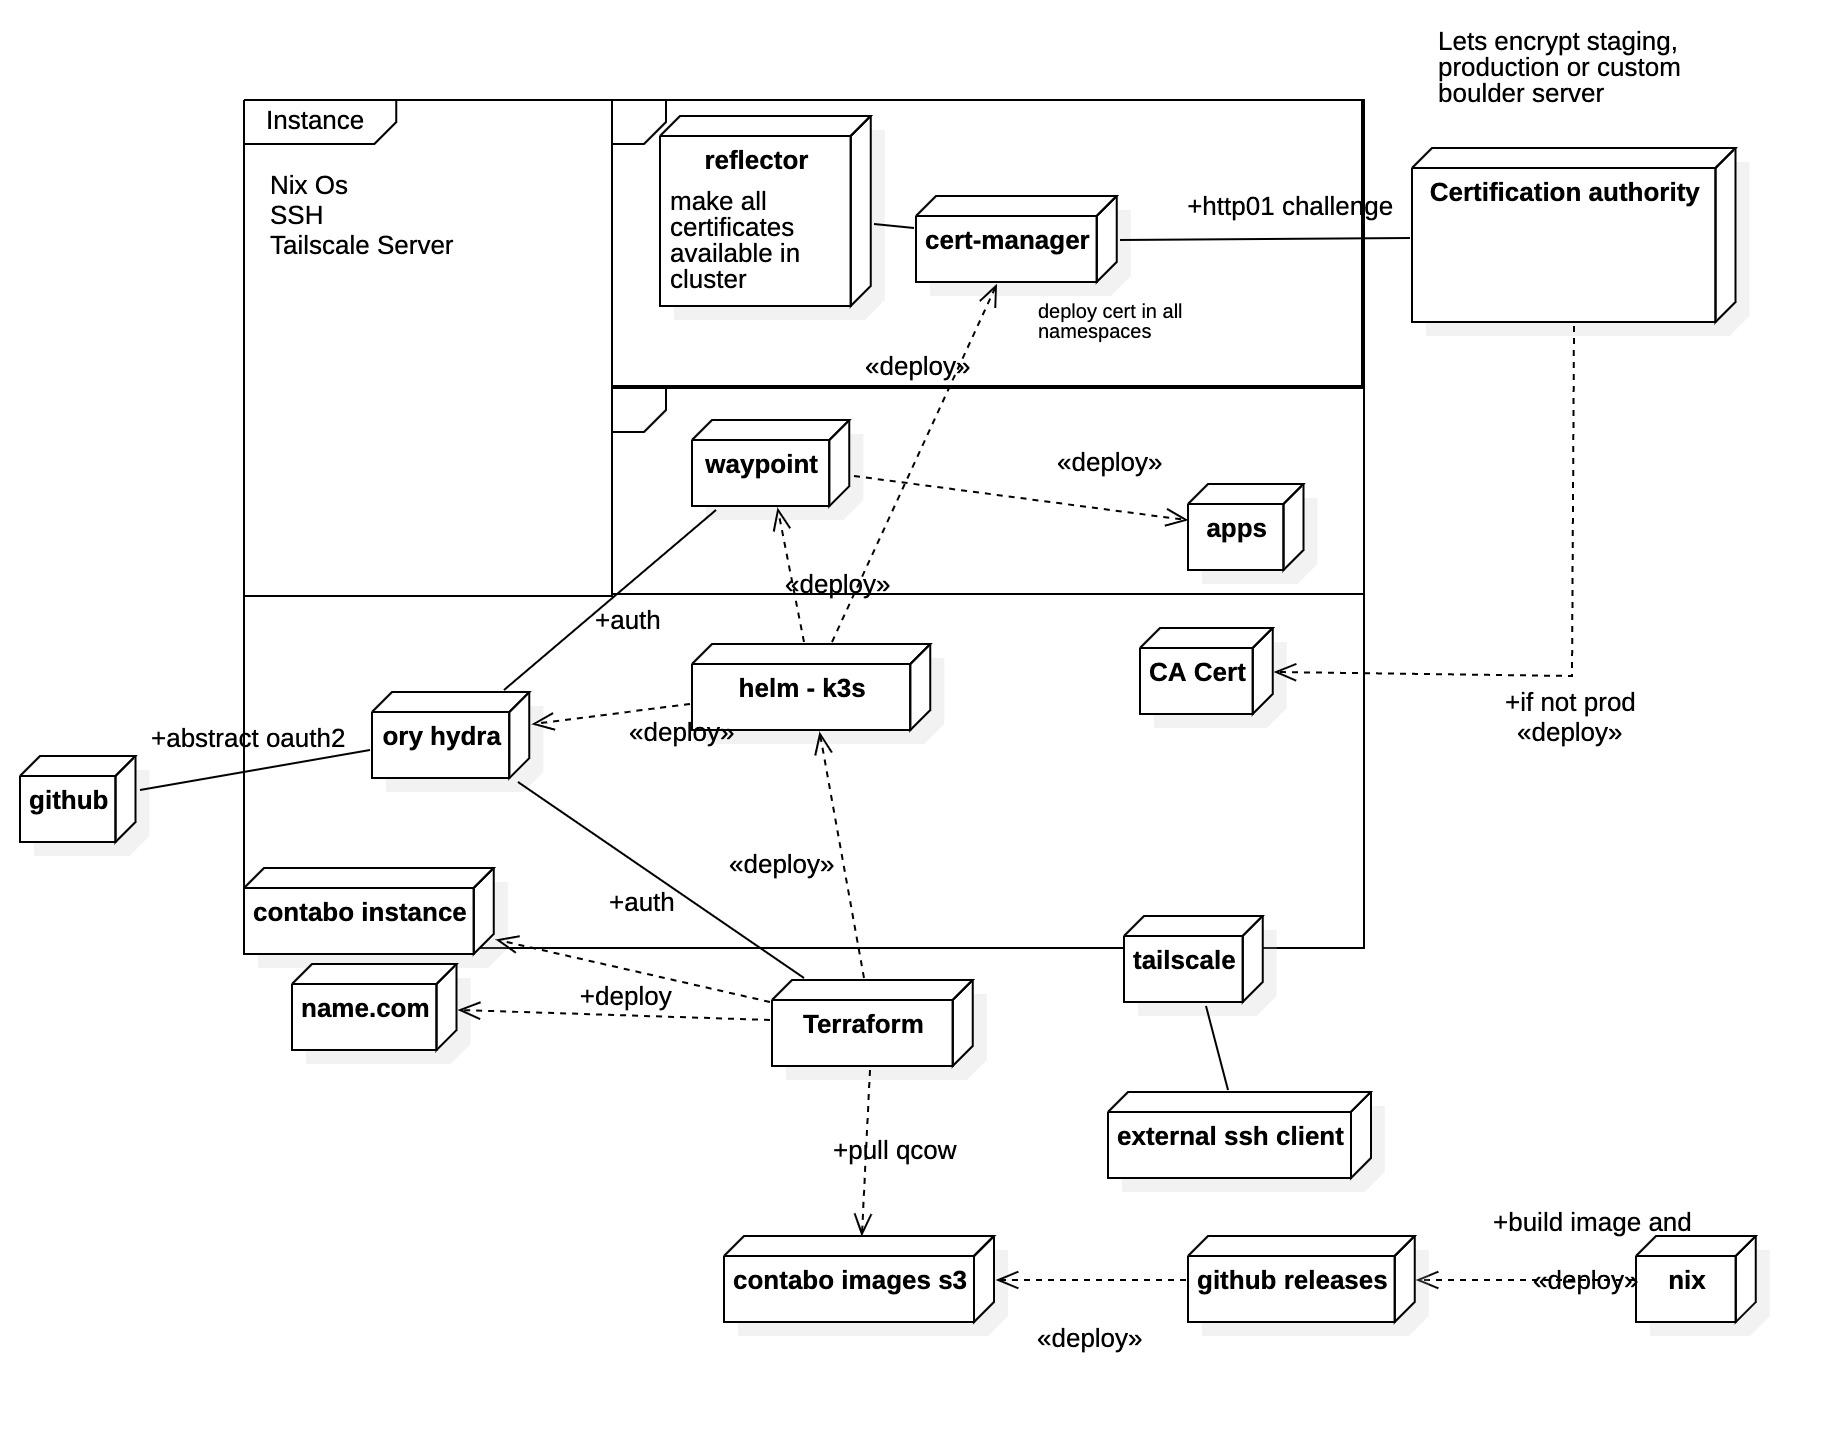 Lets encrypt staging,
production or custom
boulder server
Instance
Nix Os
SSH
Tailscale Server
reflector
make all
certificates
available in
cluster
cert-manager
+http01 challenge
Certification authority
deploy cert in all
namespaces
«deploy»
waypoint
«deploy»
apps
«deploy»
+auth
helm - k3s
CA Cert
ory hydra
«deploy»
+if not prod
«deploy»
+abstract oauth2
github
«deploy»
+auth
contabo instance
tailscale
name.com
+deploy
Terraform
external ssh client
+pull qcow
+build image and
contabo images s3
github releases
«deploy»
nix
«deploy»